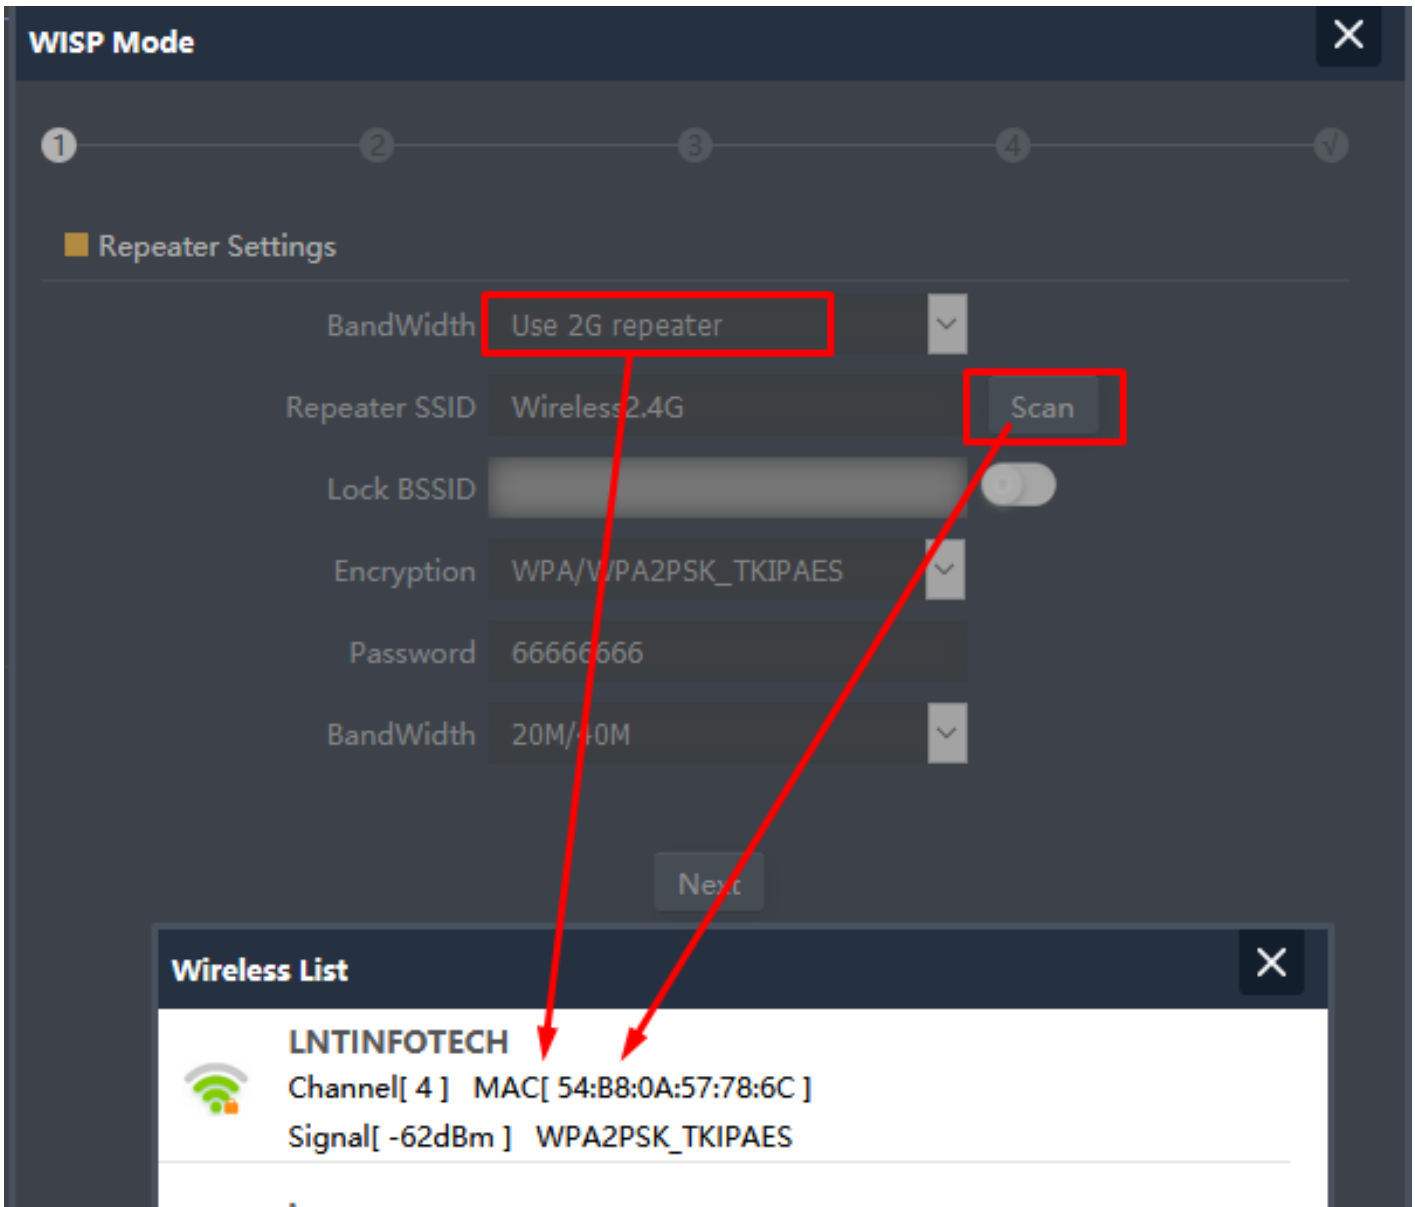 WISP Mode
1 2 3 4 √
Repeater Settings
BandWidth Use 2G repeater
Repeater SSID Wireless2.4G Scan
Lock BSSID
Encryption WPA/WPA2PSK_TKIPAES
Password 66666666
BandWidth 20M/40M
Next
Wireless List
LNTINFOTECH
Channel[ 4 ] MAC[ 54:B8:0A:57:78:6C ]
Signal[ -62dBm ] WPA2PSK_TKIPAES